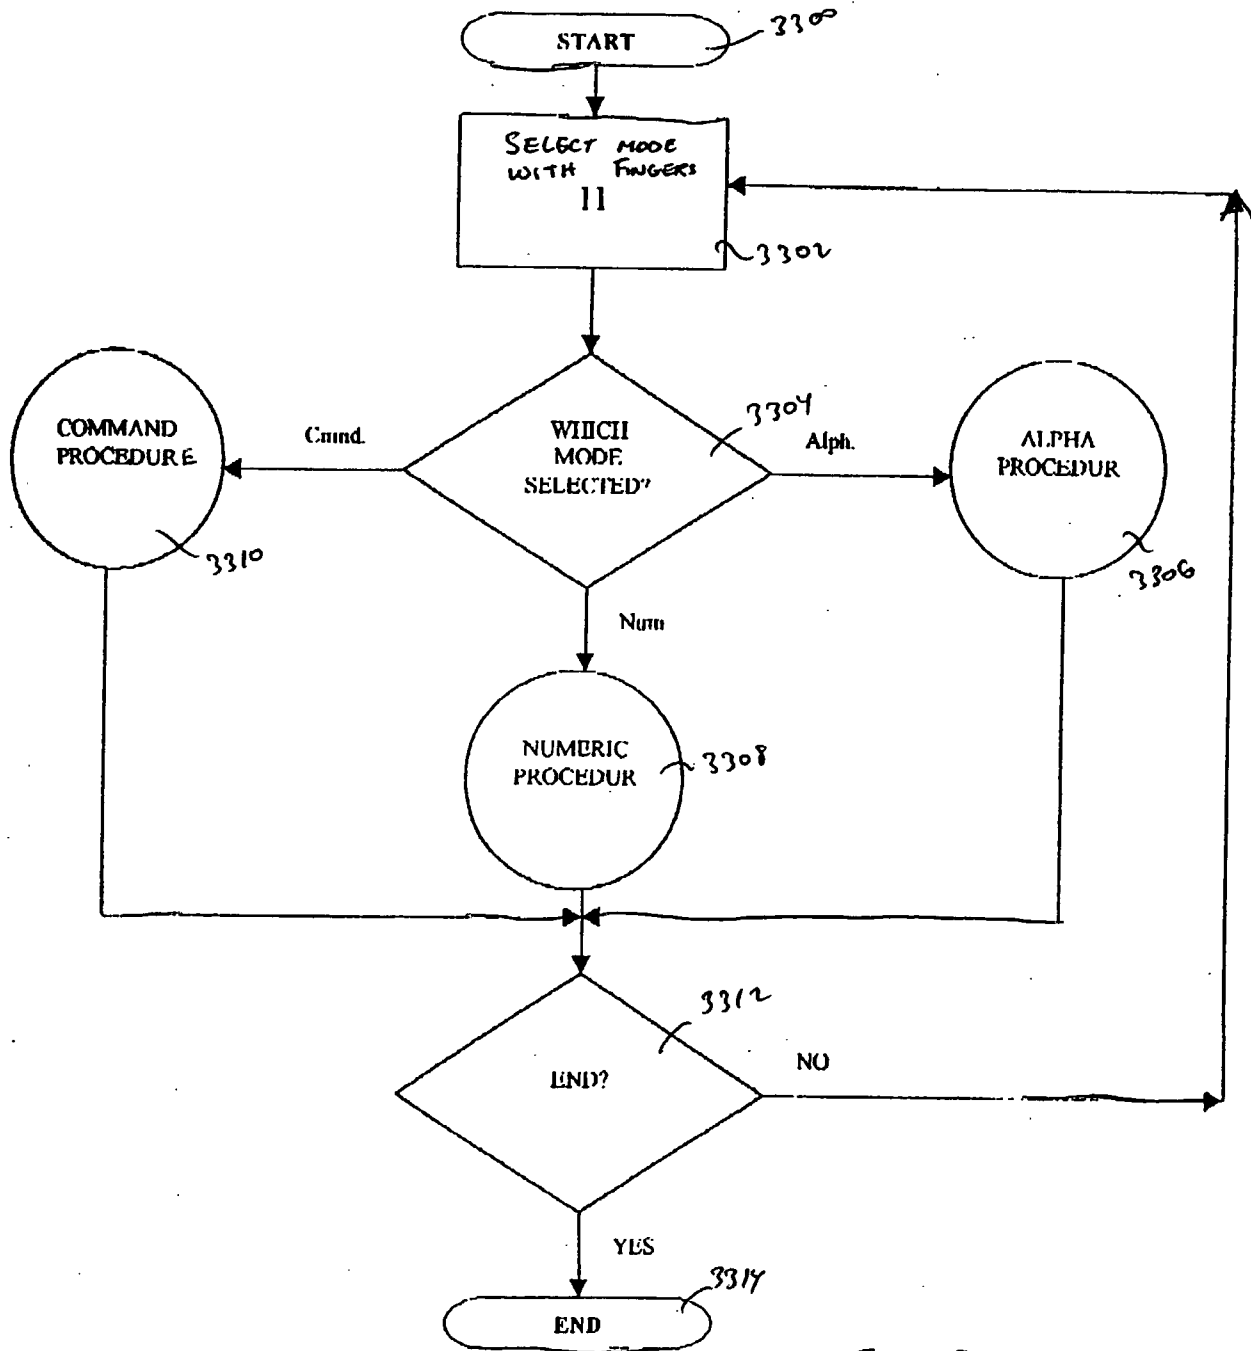 START
3300
SELECT MODE
WITH FINGERS
11
3302
3304
COMMAND
PROCEDURE
3310
Cmnd.
WHICH
MODE
SELECTED?
Alph.
ALPHA
PROCEDUR
3306
Num
NUMERIC
PROCEDUR
3308
3312
END?
NO
YES
3314
END